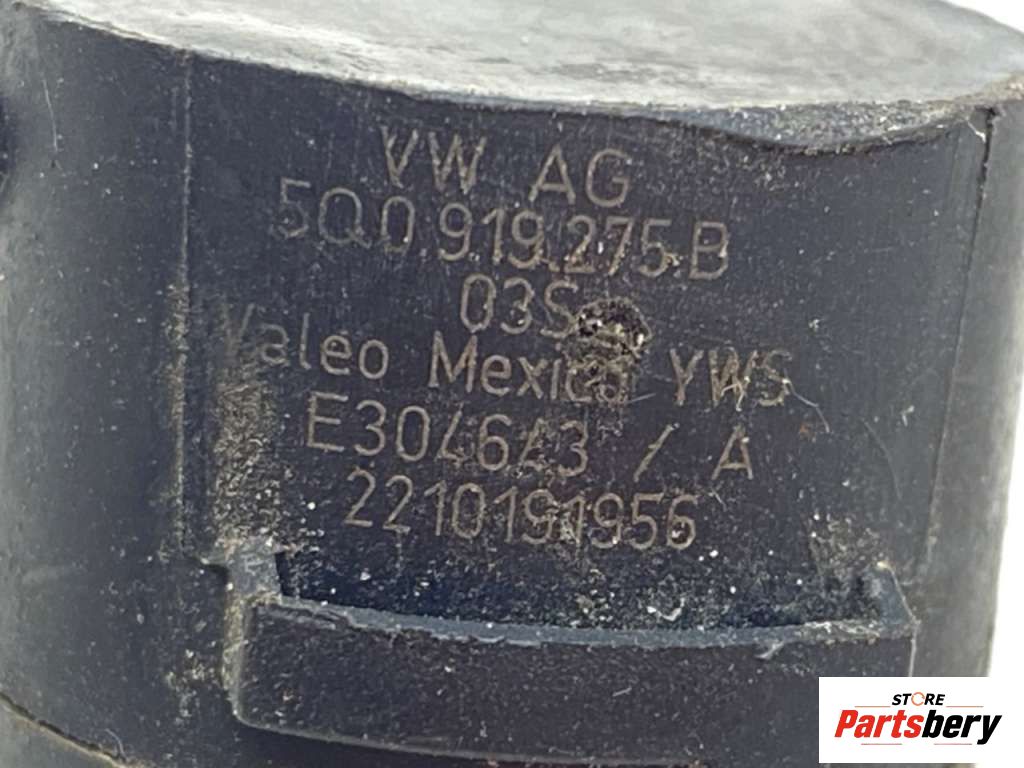 VW AG
5Q0.919.275.B
03S
Valeo Mexico YWS
E304643 / A
2210191956
STORE
Partsbery